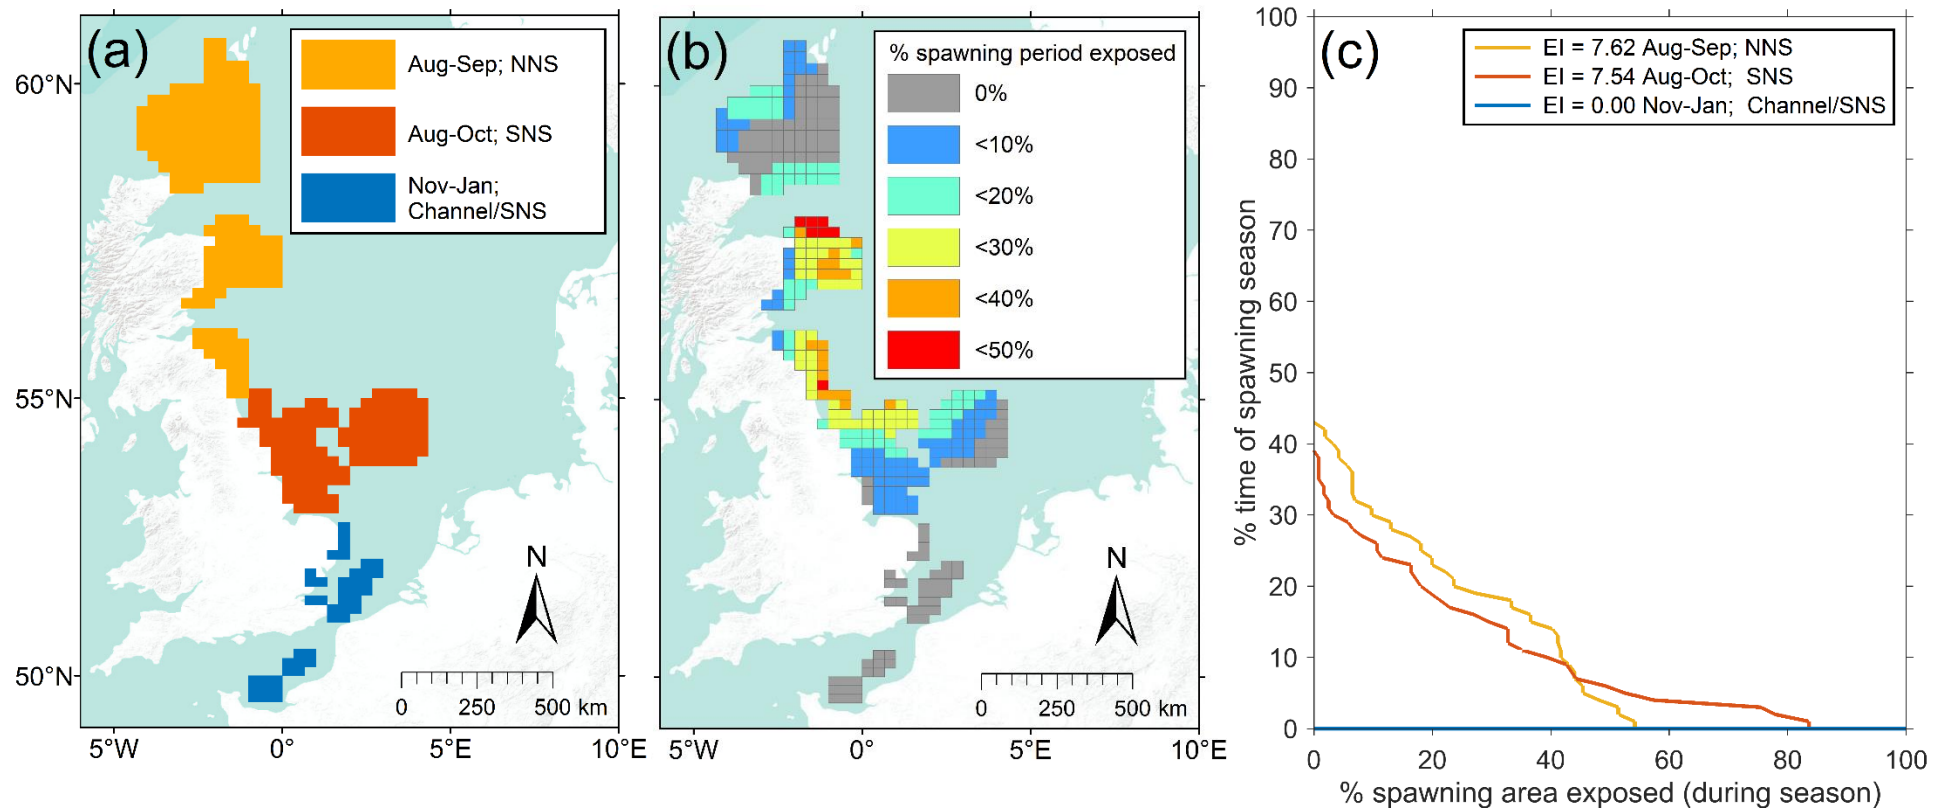 (a)
Aug-Sep; NNS
Aug-Oct; SNS
Nov-Jan;
Channel/SNS
60°N
55°N
50°N
N
0 250 500 km
5°W 0° 5°E 10°E
(b)
% spawning period exposed
0%
<10%
<20%
<30%
<40%
<50%
N
0 250 500 km
5°W 0° 5°E 10°E
(c)
EI = 7.62 Aug-Sep; NNS
EI = 7.54 Aug-Oct; SNS
EI = 0.00 Nov-Jan; Channel/SNS
% time of spawning season
100
90
80
70
60
50
40
30
20
10
0
0 20 40 60 80 100
% spawning area exposed (during season)